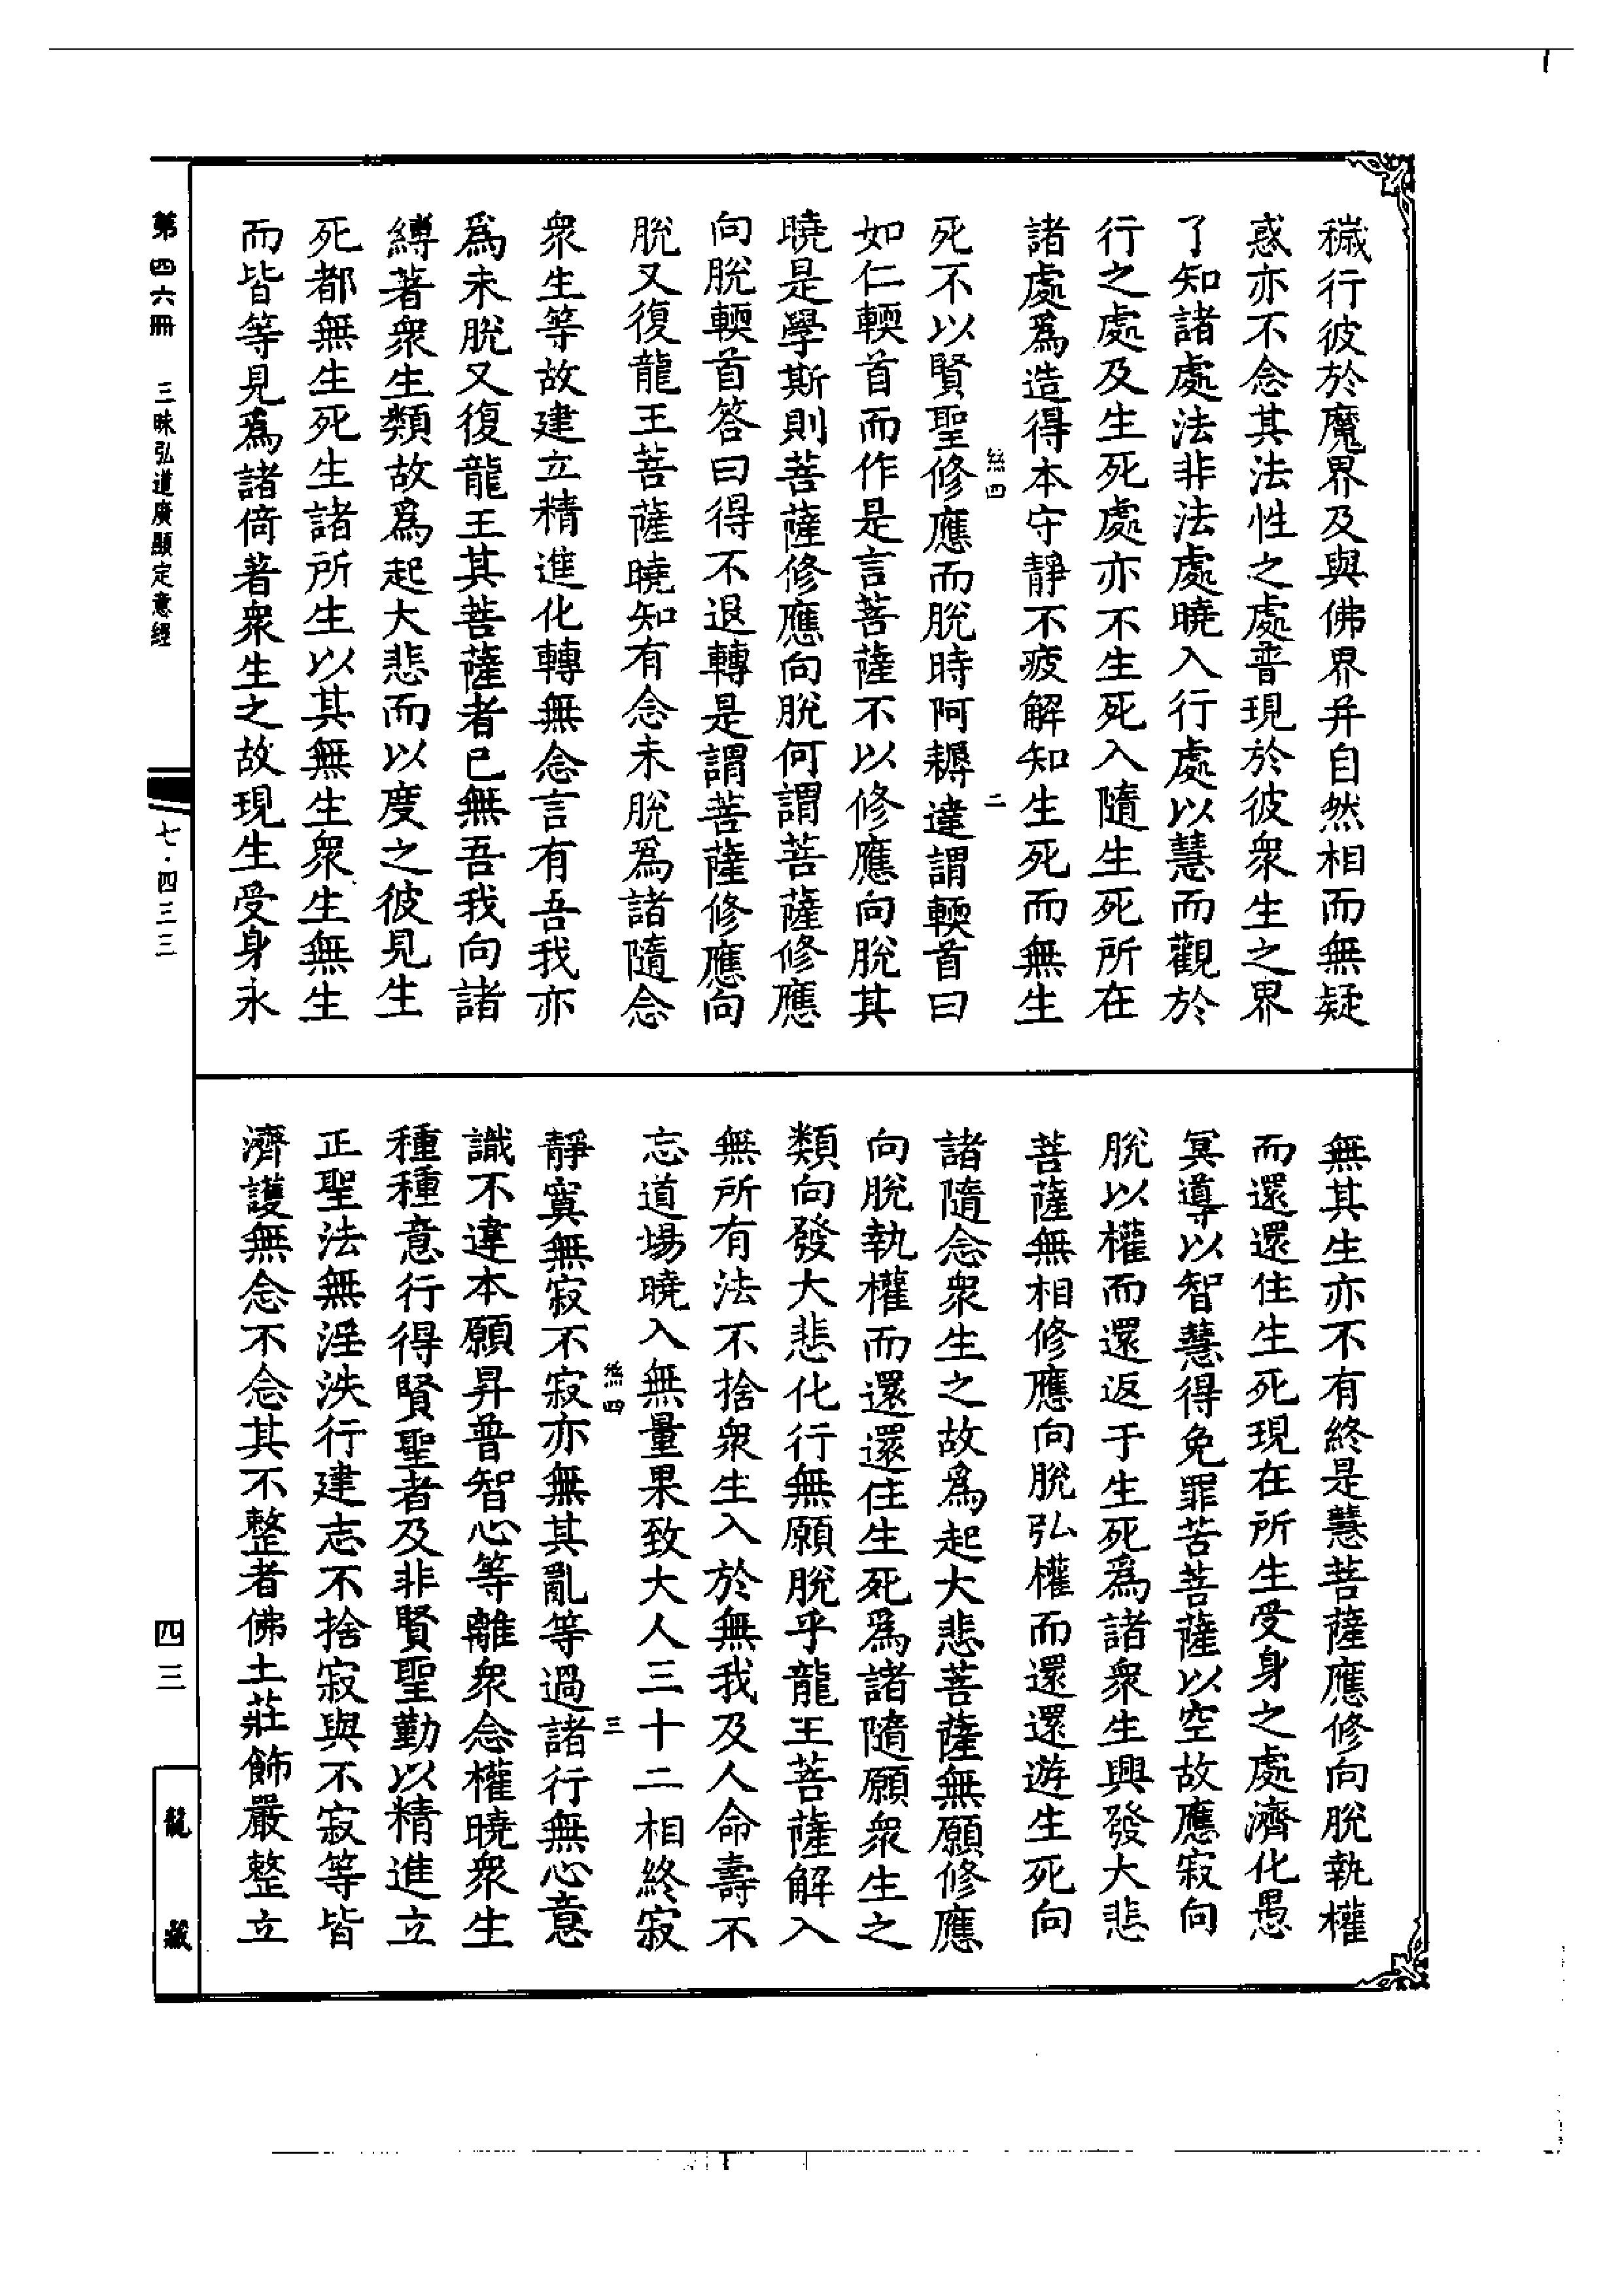 穢行彼於魔界及與佛界并自然相而無疑
惑亦不念其法性之處普現於彼衆生之界
了知諸處法非法處曉入行處以慧而觀於
行之處及生死處亦不生死入隨生死所在
諸處爲造得本守靜不疲解知生死而無生
死不以賢聖修應而脫時阿耨達謂輭首曰
如仁輭首而作是言菩薩不以修應向脫其
曉是學斯則菩薩修應向脫何謂菩薩修應
向脫輭首答曰得不退轉是謂菩薩修應向
脫又復龍王菩薩曉知有念未脫爲諸隨念
衆生等故建立精進化轉無念言有吾我亦
爲未脫又復龍王其菩薩者已無吾我向諸
縛著衆生類故爲起大悲而以度之彼見生
死都無生死生諸所生以其無生衆生無生
而皆等見爲諸倚著衆生之故現生受身永
無其生亦不有終是慧菩薩應修向脫執權
而還還住生死現在所生受身之處濟化愚
冥導以智慧得免罪苦菩薩以空故應寂向
脫以權而還返于生死爲諸衆生興發大悲
菩薩無相修應向脫弘權而還還遊生死向
諸隨念衆生之故爲起大悲菩薩無願修應
向脫執權而還還住生死爲諸隨願衆生之
類向發大悲化行無願脫乎龍王菩薩解入
無所有法不捨衆生入於無我及人命壽不
忘道場曉入無量果致大人三十二相終寂
靜寞無寂不寂亦無其亂等過諸行無心意
識不違本願昇普智心等離衆念權曉衆生
種種意行得賢聖者及非賢聖勤以精進立
正聖法無淫泆行建志不捨寂與不寂等皆
濟護無念不念其不整者佛土莊飾嚴整立
絲四
二
絲四
三
第四六冊 三昧弘道廣顯定意經
七·四三三
四三
龍藏